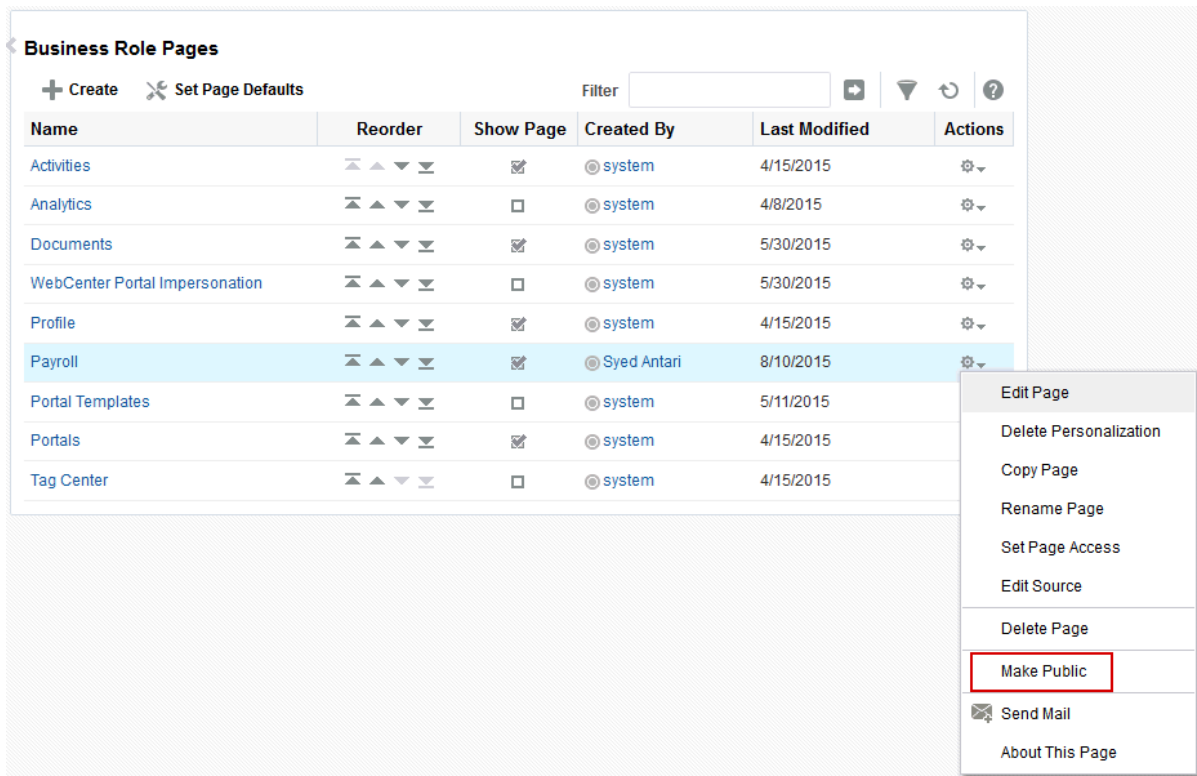 Business Role Pages
Create Set Page Defaults Filter
Name Reorder Show Page Created By Last Modified Actions
Activities system 4/15/2015
Analytics system 4/8/2015
Documents system 5/30/2015
WebCenter Portal Impersonation system 5/30/2015
Profile system 4/15/2015
Payroll Syed Antari 8/10/2015
Portal Templates system 5/11/2015
Portals system 4/15/2015
Tag Center system 4/15/2015
Edit Page
Delete Personalization
Copy Page
Rename Page
Set Page Access
Edit Source
Delete Page
Make Public
Send Mail
About This Page